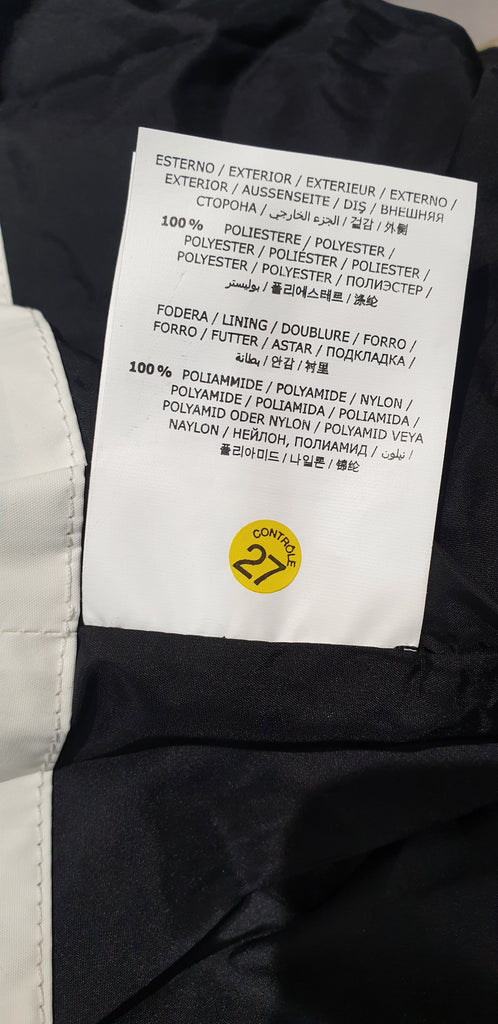 ESTERNO / EXTERIOR / EXTERIEUR / EXTERNO /
EXTERIOR / AUSSENSEITE / DIŞ / ВНЕШНЯЯ
СТОРОНА / الجزء الخارجي / 겉감 / 外侧
100% POLIESTERE / POLYESTER /
POLYESTER / POLIÉSTER / POLIESTER /
POLYESTER / POLYESTER / ПОЛИЭСТЕР /
بوليستر / 폴리에스테르 / 涤纶
FODERA / LINING / DOUBLURE / FORRO /
FORRO / FUTTER / ASTAR / ПОДКЛАДКА /
بطانة / 안감 / 衬里
100% POLIAMMIDE / POLYAMIDE / NYLON /
POLYAMIDE / POLIAMIDA / POLIAMIDA /
POLYAMID ODER NYLON / POLYAMID VEYA
NAYLON / НЕЙЛОН, ПОЛИАМИД / نيلون /
폴리아미드 / 나일론 / 锦纶
CONTRÔLE
27